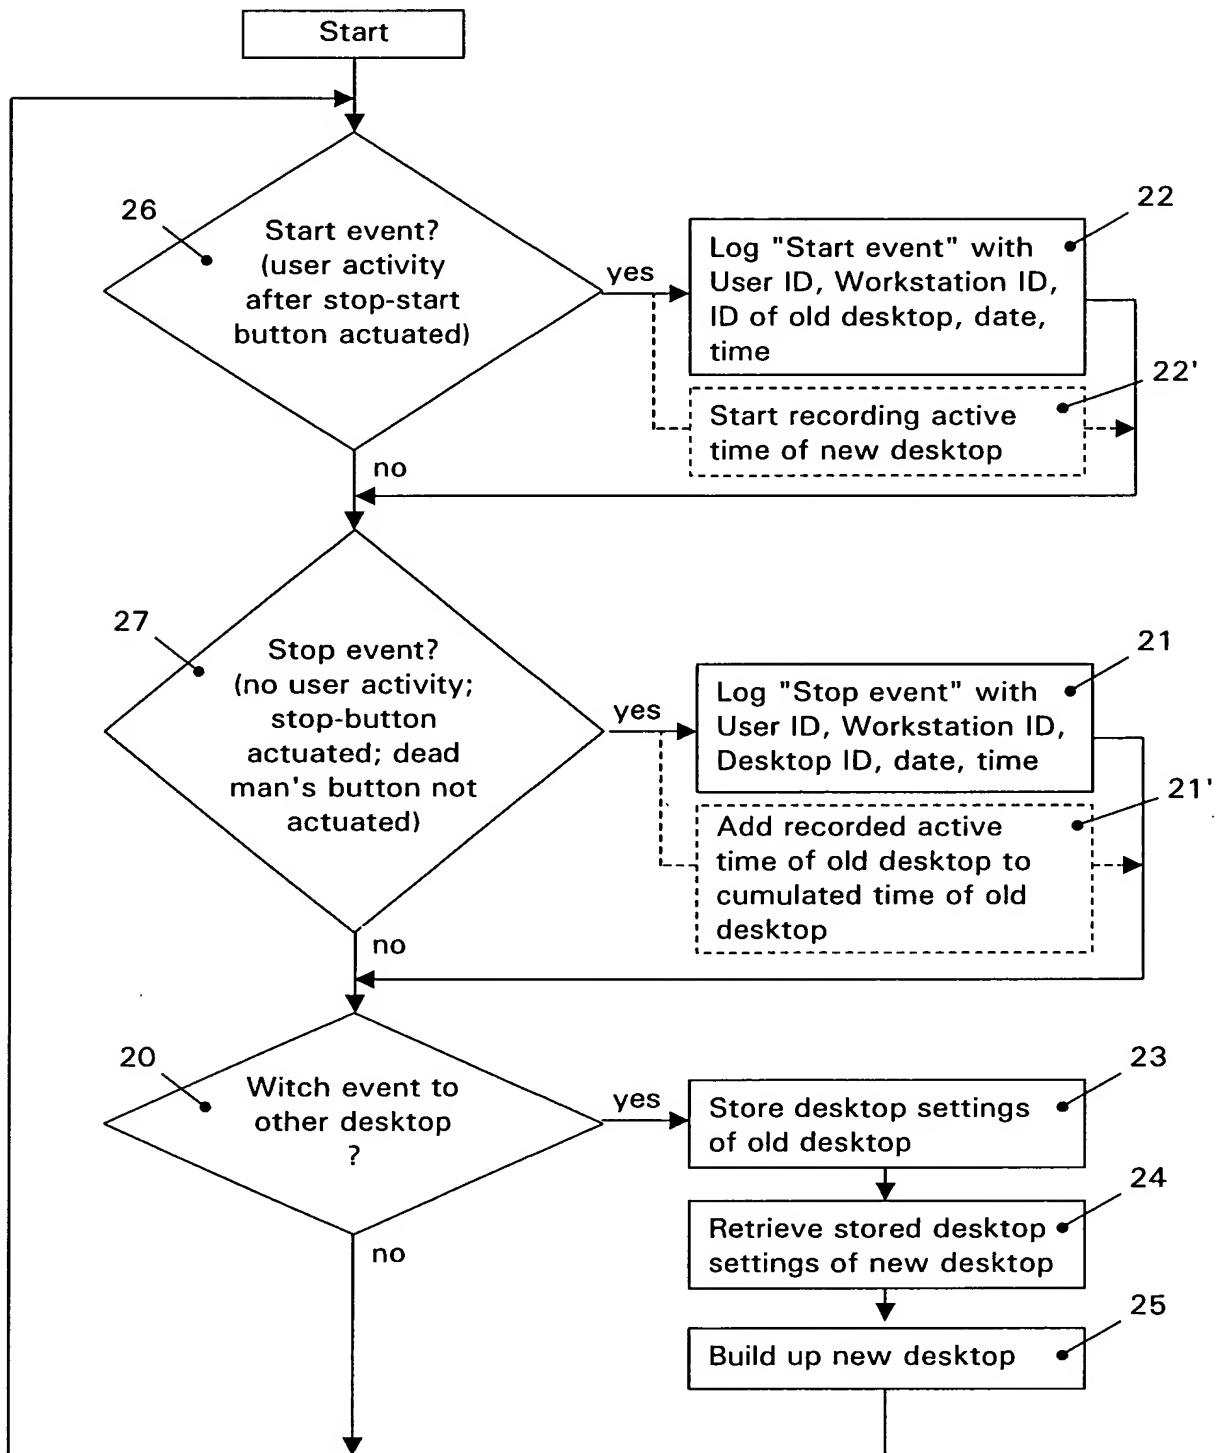 Start
26
Start event?
(user activity
after stop-start
button actuated)
yes
22
Log "Start event" with
User ID, Workstation ID,
ID of old desktop, date,
time
22'
Start recording active
time of new desktop
no
27
Stop event?
(no user activity;
stop-button
actuated; dead
man's button not
actuated)
yes
21
Log "Stop event" with
User ID, Workstation ID,
Desktop ID, date, time
21'
Add recorded active
time of old desktop to
cumulated time of old
desktop
no
20
Witch event to
other desktop
?
yes
23
Store desktop settings
of old desktop
24
Retrieve stored desktop
settings of new desktop
no
25
Build up new desktop